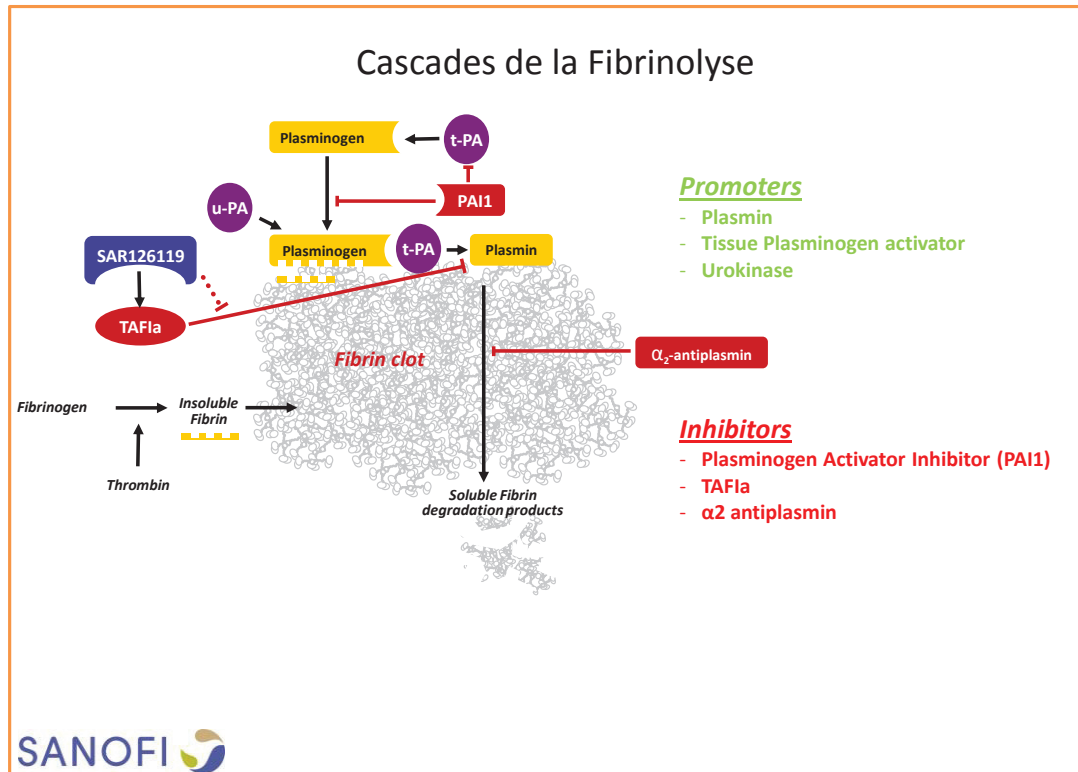 Cascades de la Fibrinolyse
Plasminogen
t-PA
PAI1
u-PA
Plasminogen
t-PA
Plasmin
SAR126119
TAFIa
Fibrin clot
α2-antiplasmin
Fibrinogen
Insoluble
Fibrin
Thrombin
Soluble Fibrin
degradation products
Promoters
- Plasmin
- Tissue Plasminogen activator
- Urokinase
Inhibitors
- Plasminogen Activator Inhibitor (PAI1)
- TAFIa
- α2 antiplasmin
SANOFI